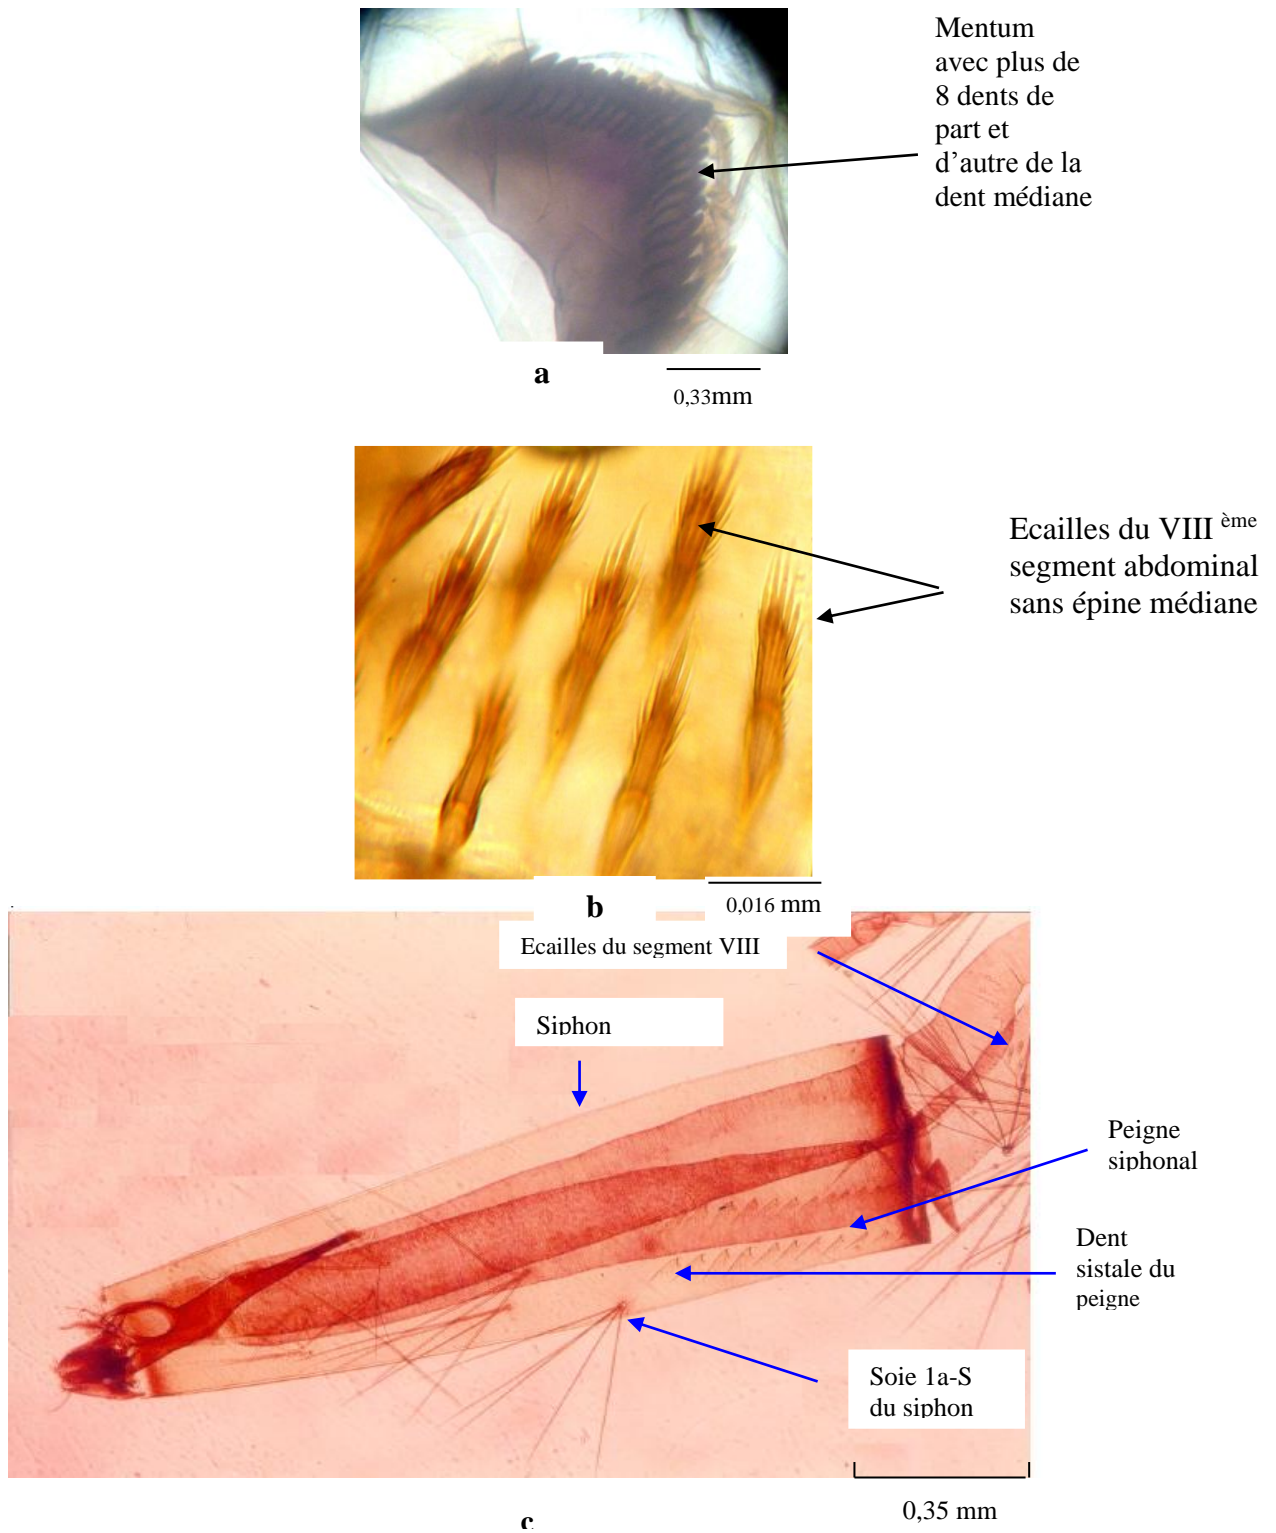 Mentum
avec plus de
8 dents de
part et
d'autre de la
dent médiane
a
0,33mm
Ecailles du VIII ème
segment abdominal
sans épine médiane
b
0,016 mm
Ecailles du segment VIII
Siphon
Peigne
siphonal
Dent
sistale du
peigne
Soie 1a-S
du siphon
0,35 mm
c